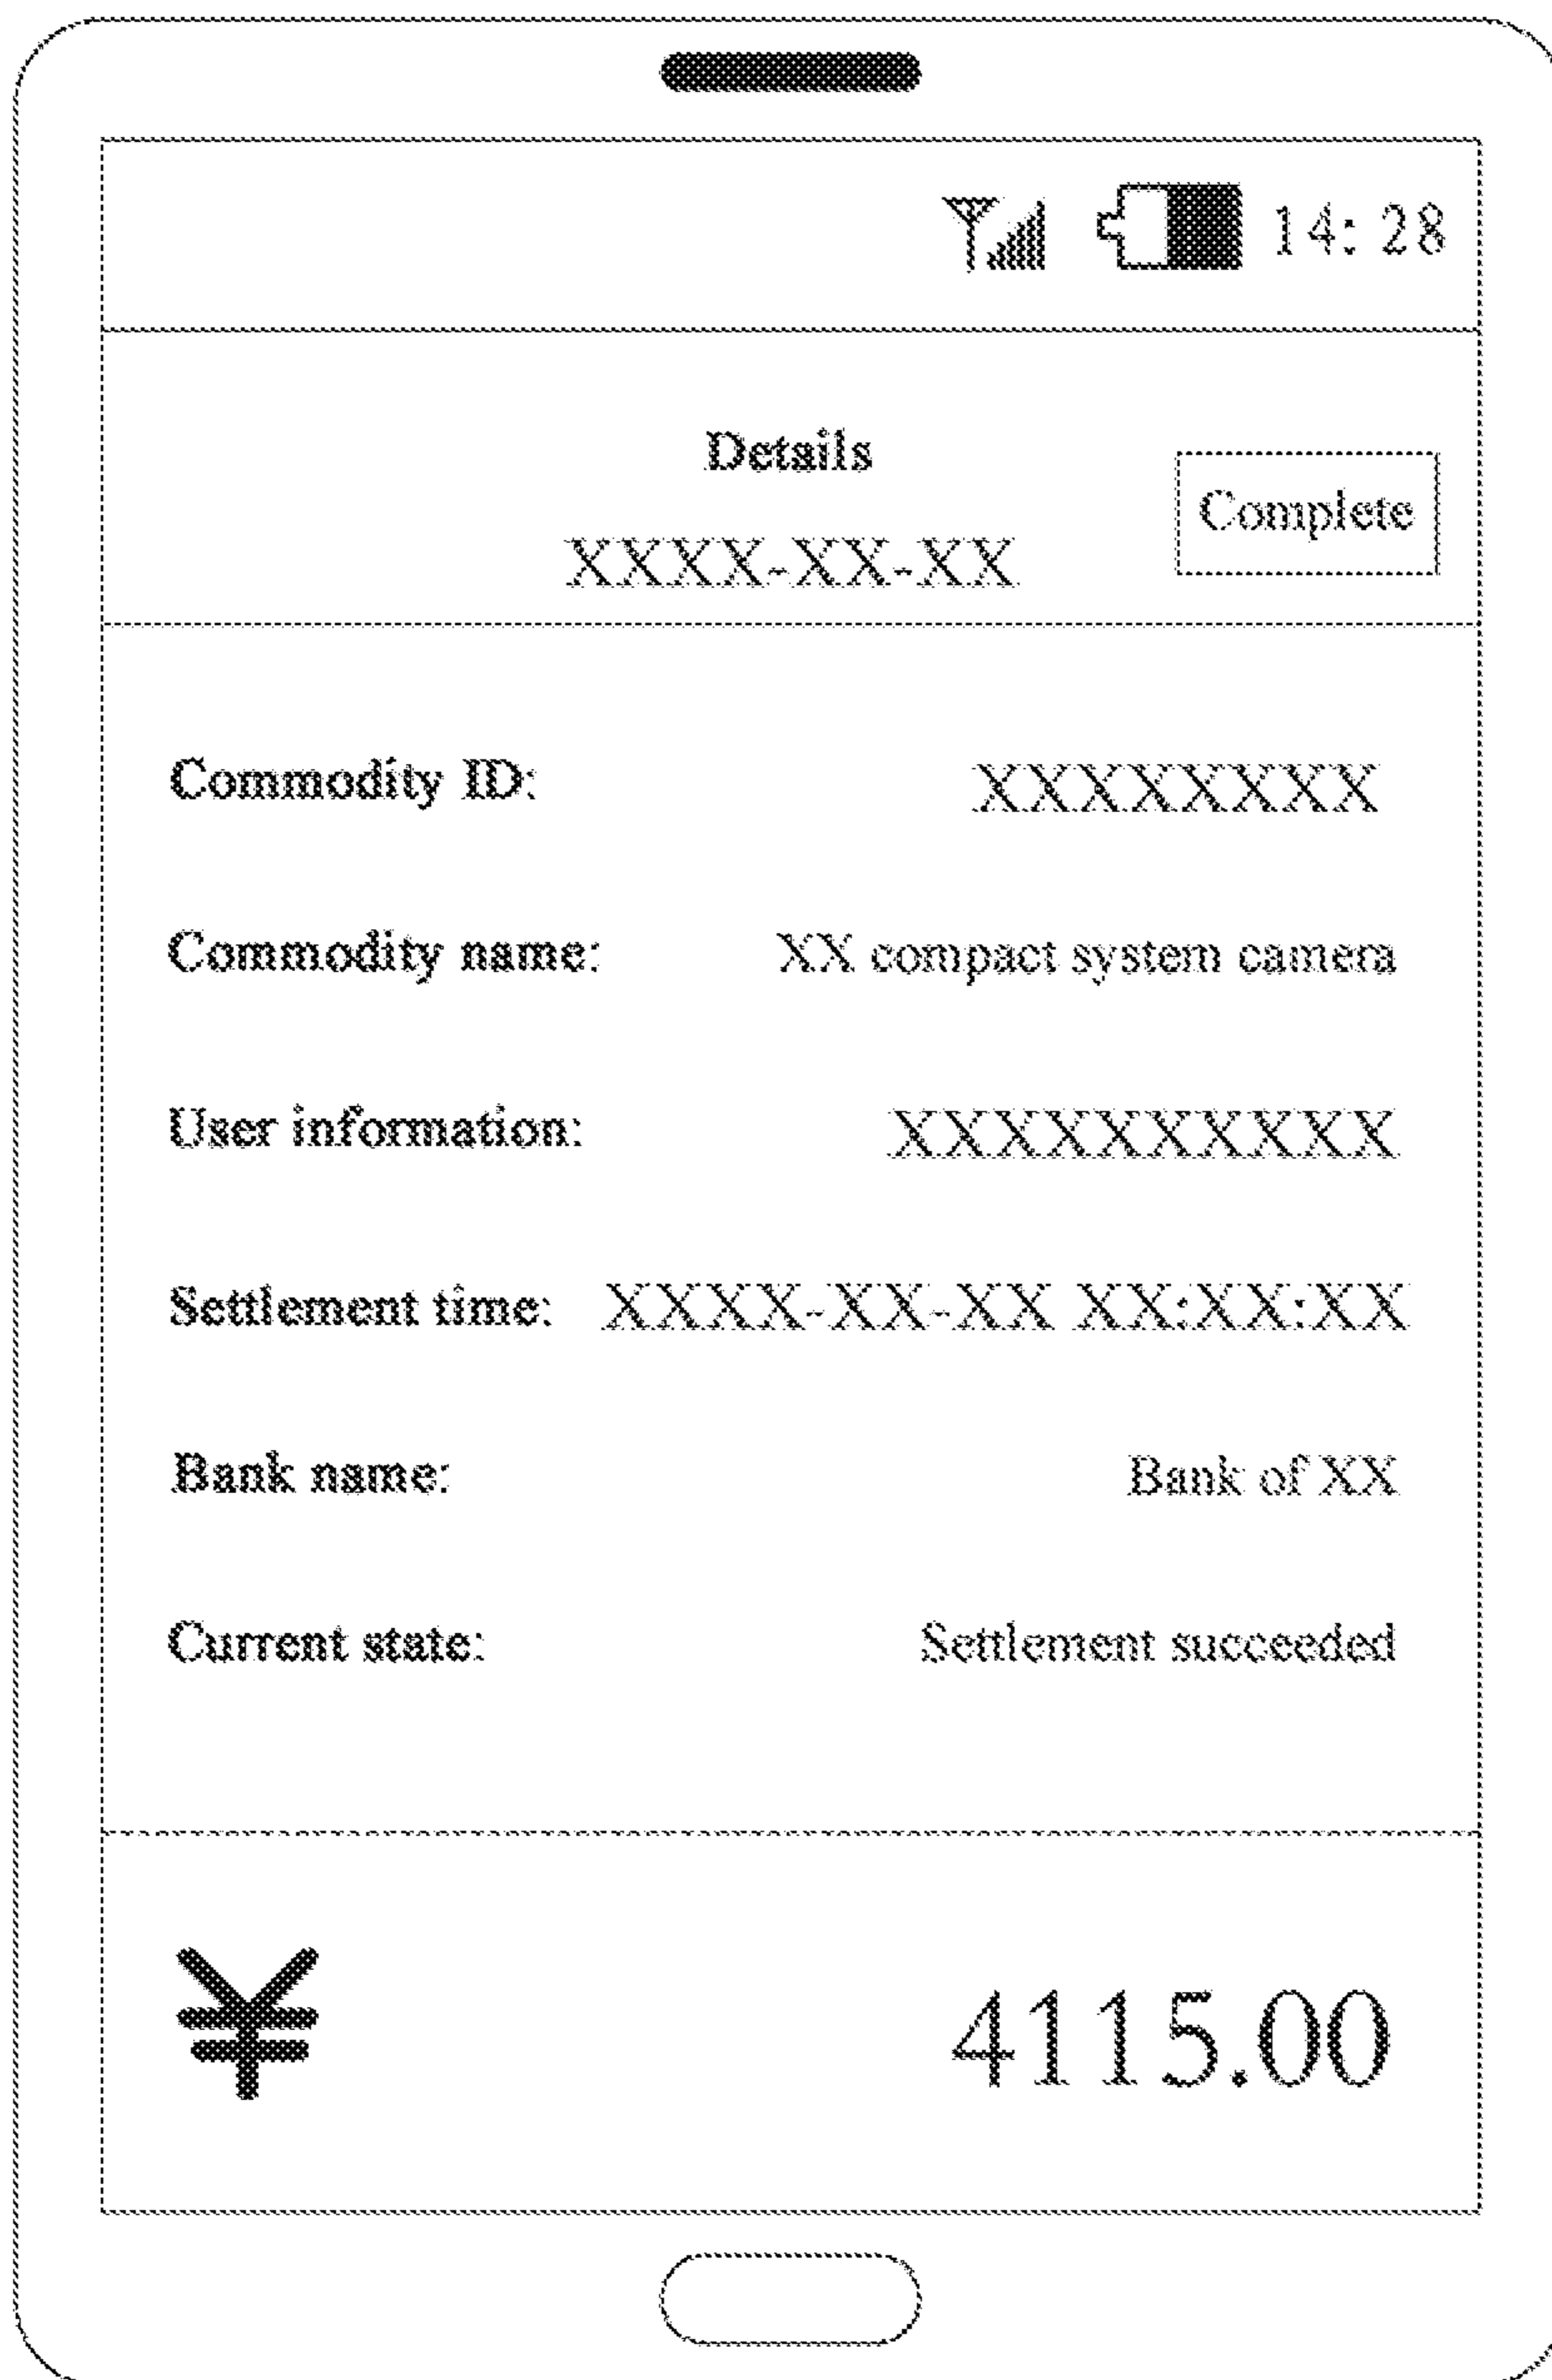 14: 28
Details
Complete
XXXX-XX-XX
Commodity ID: XXXXXXXX
Commodity name: XX compact system camera
User information: XXXXXXXXXX
Settlement time: XXXX-XX-XX XX:XX:XX
Bank name: Bank of XX
Current state: Settlement succeeded
¥ 4115.00